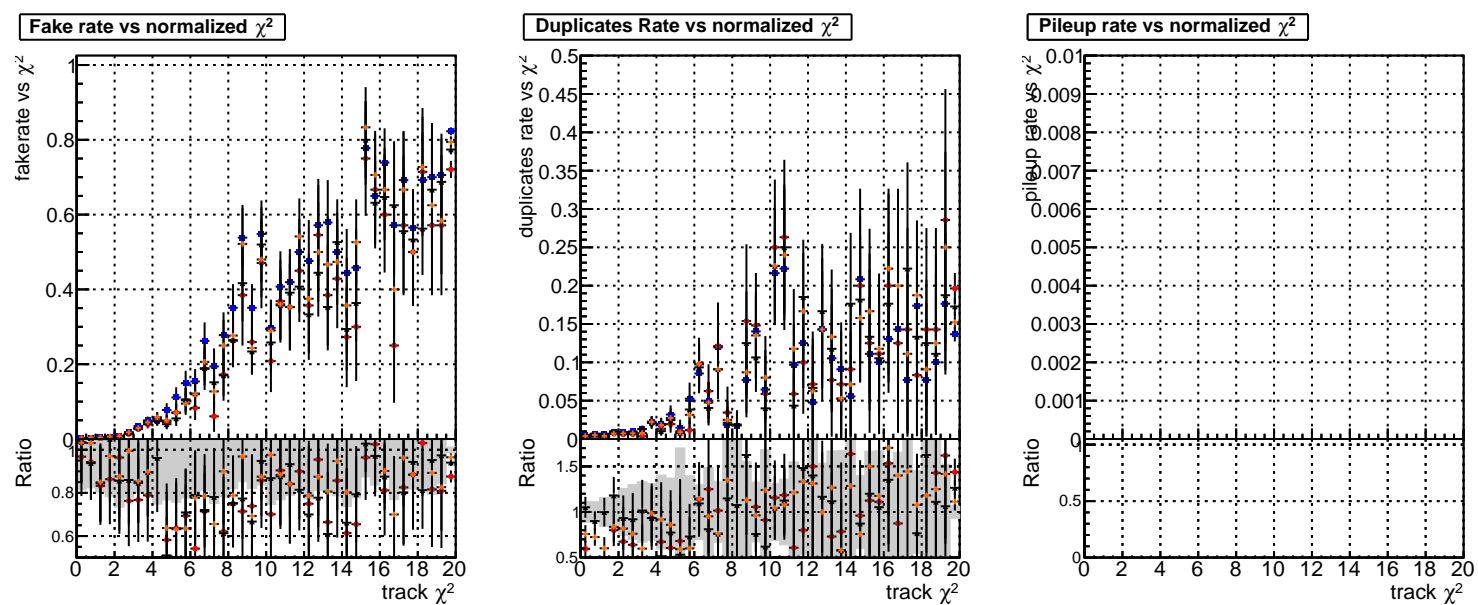 Fake rate vs normalized χ²
fakerate vs χ²
1
0.8
0.6
0.4
0.2
0
Ratio
1
0.8
0.6
0 2 4 6 8 10 12 14 16 18 20
track χ²
Duplicates Rate vs normalized χ²
duplicates rate vs χ²
0.5
0.45
0.4
0.35
0.3
0.25
0.2
0.15
0.1
0.05
0
Ratio
1.5
1
0.5
0 2 4 6 8 10 12 14 16 18 20
track χ²
Pileup rate vs normalized χ²
pileup rate vs χ²
0.01
0.009
0.008
0.007
0.006
0.005
0.004
0.003
0.002
0.001
0
Ratio
1
0.5
0
0 2 4 6 8 10 12 14 16 18 20
track χ²